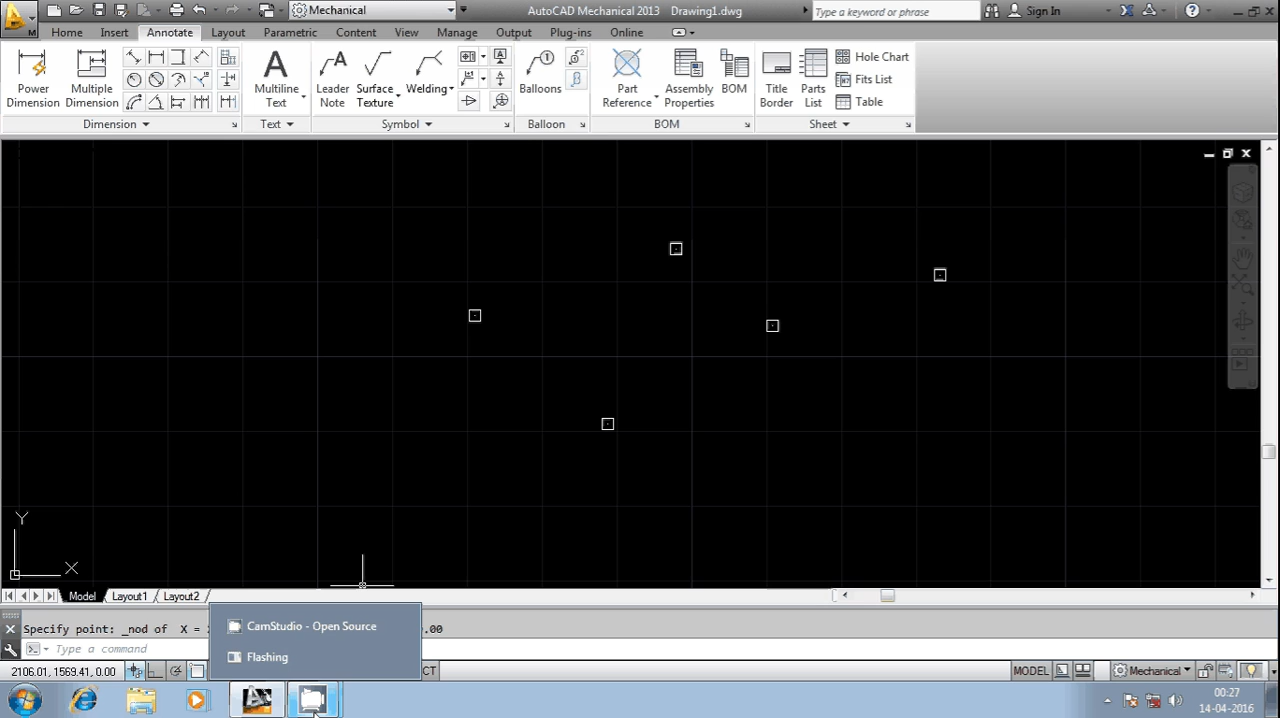 Mechanical
AutoCAD Mechanical 2013 Drawing1.dwg
Type a keyword or phrase
Sign In
Home Insert Annotate Layout Parametric Content View Manage Output Plug-ins Online
Power Dimension
Multiple Dimension
Multiline Text
Leader Note
Surface Texture
Welding
Balloons
Part Reference
Assembly Properties
BOM
Title Border
Parts List
Hole Chart
Fits List
Table
Dimension Text Symbol Balloon BOM Sheet
Y
X
Model Layout1 Layout2
CamStudio - Open Source
Flashing
Specify point: _nod of X =
.00
Type a command
2106.01, 1569.41, 0.00
CT
MODEL
Mechanical
00:27
14-04-2016